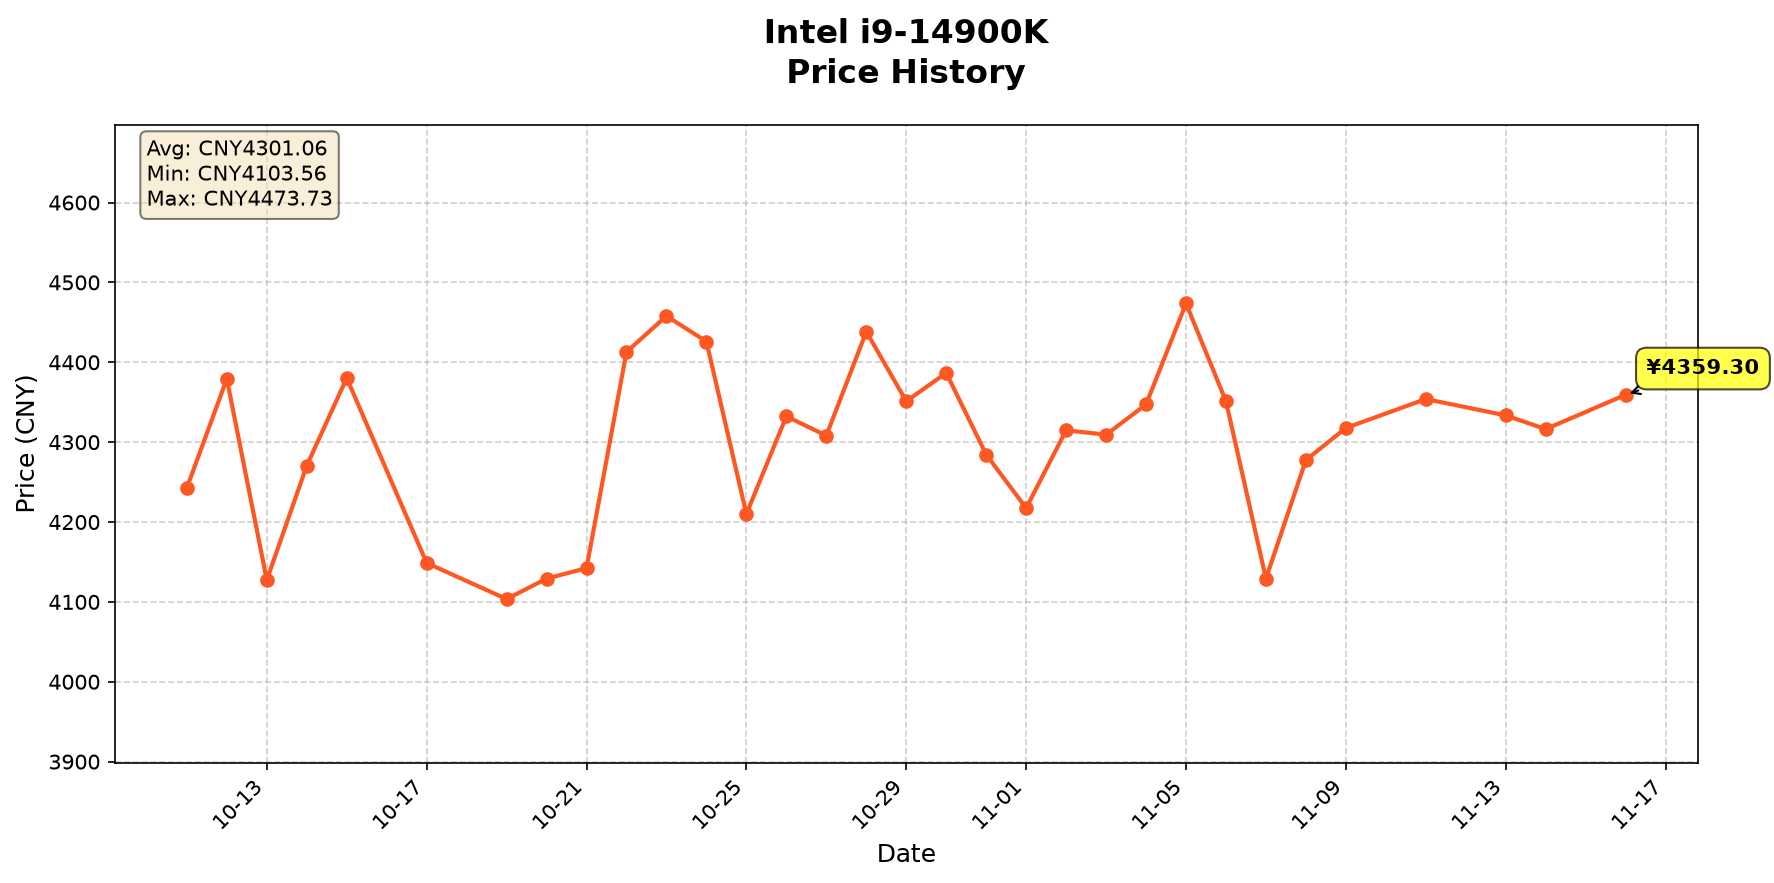 Intel i9-14900K
Price History
Avg: CNY4301.06
Min: CNY4103.56
Max: CNY4473.73
¥4359.30
Price (CNY)
4600
4500
4400
4300
4200
4100
4000
3900
10-13
10-17
10-21
10-25
10-29
11-01
11-05
11-09
11-13
11-17
Date